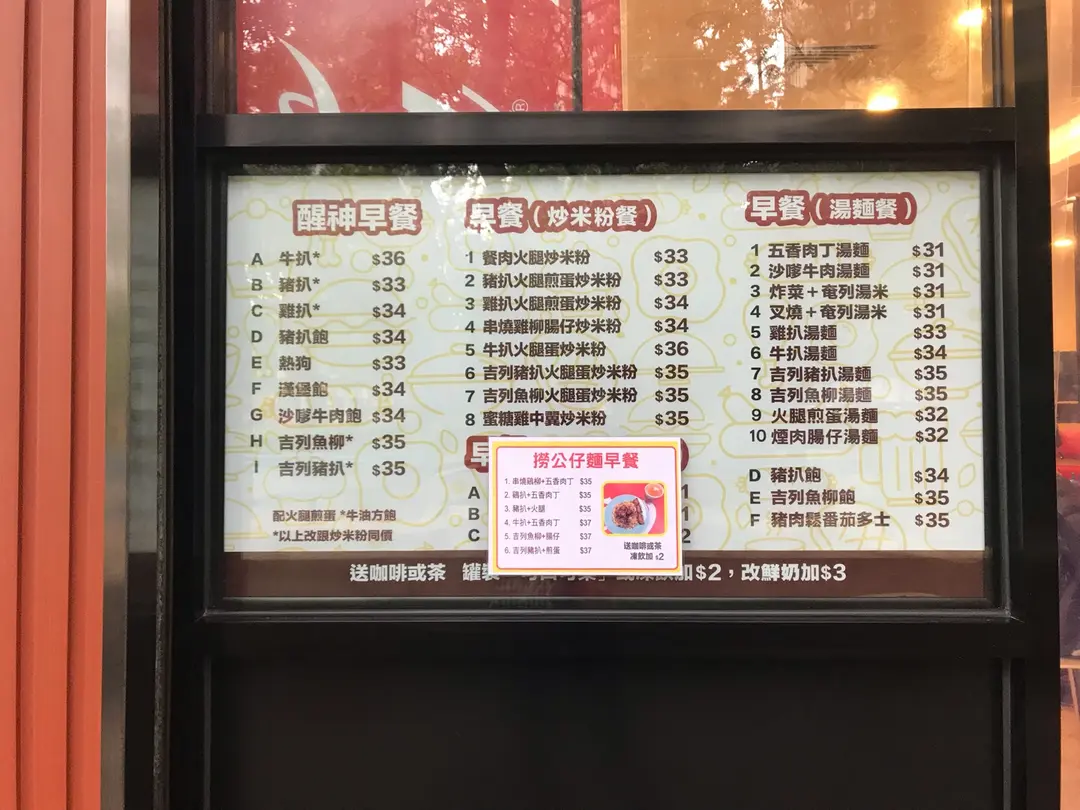 ®
醒神早餐
A 牛扒* $36
B 豬扒* $33
C 雞扒* $34
D 豬扒飽 $34
E 熱狗 $33
F 漢堡飽 $34
G 沙嗲牛肉飽 $34
H 吉列魚柳* $35
I 吉列豬扒* $35
配火腿煎蛋 *牛油方飽
*以上改跟炒米粉同價
早餐（炒米粉餐）
1 餐肉火腿炒米粉 $33
2 豬扒火腿煎蛋炒米粉 $33
3 雞扒火腿煎蛋炒米粉 $34
4 串燒雞柳腸仔炒米粉 $34
5 牛扒火腿蛋炒米粉 $36
6 吉列豬扒火腿蛋炒米粉 $35
7 吉列魚柳火腿蛋炒米粉 $35
8 蜜糖雞中翼炒米粉 $35
早
A
B
C
撈公仔麵早餐
1. 串燒鷄柳+五香肉丁 $35
2. 鷄扒+五香肉丁 $35
3. 豬扒+火腿 $35
4. 牛扒+五香肉丁 $37
5. 吉列魚柳+腸仔 $37
6. 吉列豬扒+煎蛋 $37
送咖啡或茶
凍飲加 $2
早餐（湯麵餐）
1 五香肉丁湯麵 $31
2 沙嗲牛肉湯麵 $31
3 炸菜＋奄列湯米 $31
4 叉燒＋奄列湯米 $31
5 雞扒湯麵 $33
6 牛扒湯麵 $34
7 吉列豬扒湯麵 $35
8 吉列魚柳湯麵 $35
9 火腿煎蛋湯麵 $32
10 煙肉腸仔湯麵 $32
D 豬扒飽 $34
E 吉列魚柳飽 $35
F 豬肉鬆番茄多士 $35
送咖啡或茶 罐裝 加$2，改鮮奶加$3